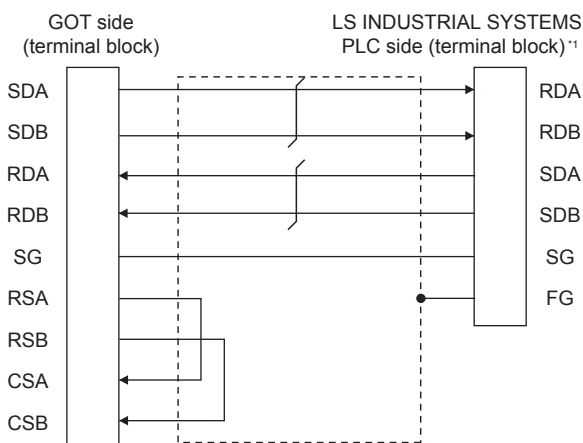 GOT side
(terminal block)
LS INDUSTRIAL SYSTEMS
PLC side (terminal block) *1
SDA
RDA
SDB
RDB
RDA
SDA
RDB
SDB
SG
SG
RSA
FG
RSB
CSA
CSB